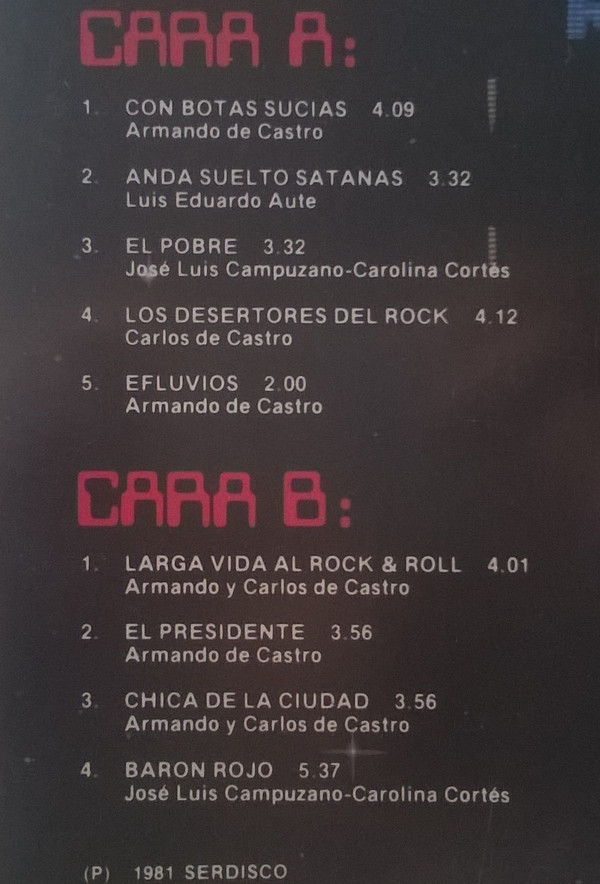 CARA A:
1. CON BOTAS SUCIAS 4.09
Armando de Castro
2. ANDA SUELTO SATANAS 3.32
Luis Eduardo Aute
3. EL POBRE 3.32
José Luis Campuzano-Carolina Cortés
4. LOS DESERTORES DEL ROCK 4.12
Carlos de Castro
5. EFLUVIOS 2.00
Armando de Castro
CARA B:
1. LARGA VIDA AL ROCK & ROLL 4.01
Armando y Carlos de Castro
2. EL PRESIDENTE 3.56
Armando de Castro
3. CHICA DE LA CIUDAD 3.56
Armando y Carlos de Castro
4. BARON ROJO 5.37
José Luis Campuzano-Carolina Cortés
(P) 1981 SERDISCO